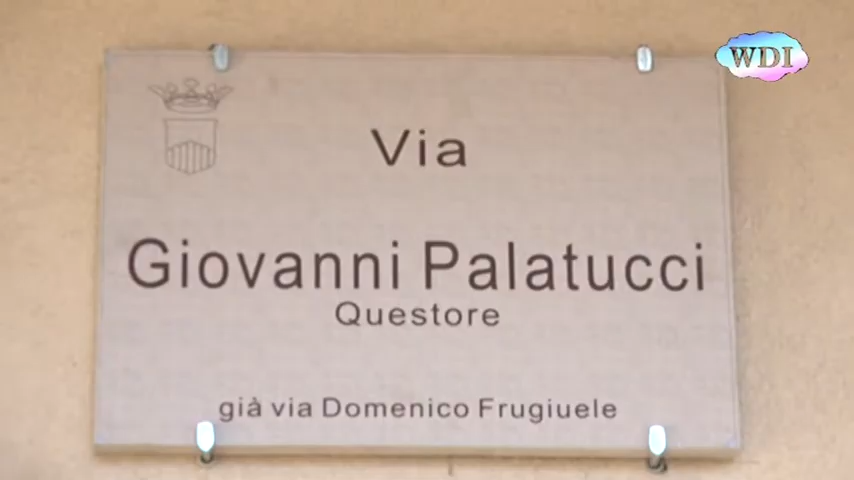 WDI
Via
Giovanni Palatucci
Questore
già via Domenico Frugiuele